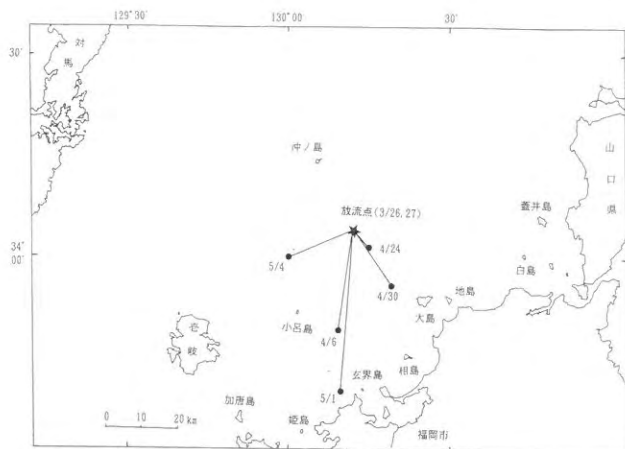 129°30′ 130°00′ 30′
30′
対馬
沖ノ島
山口県
放流点(3/26,27)
蓋井島
4/24
34°00′
5/4
白島
4/30
地島
大島
小呂島
壱岐
4/6
相島
玄界島
加唐島
5/1
0 10 20 km
姫島
福岡市